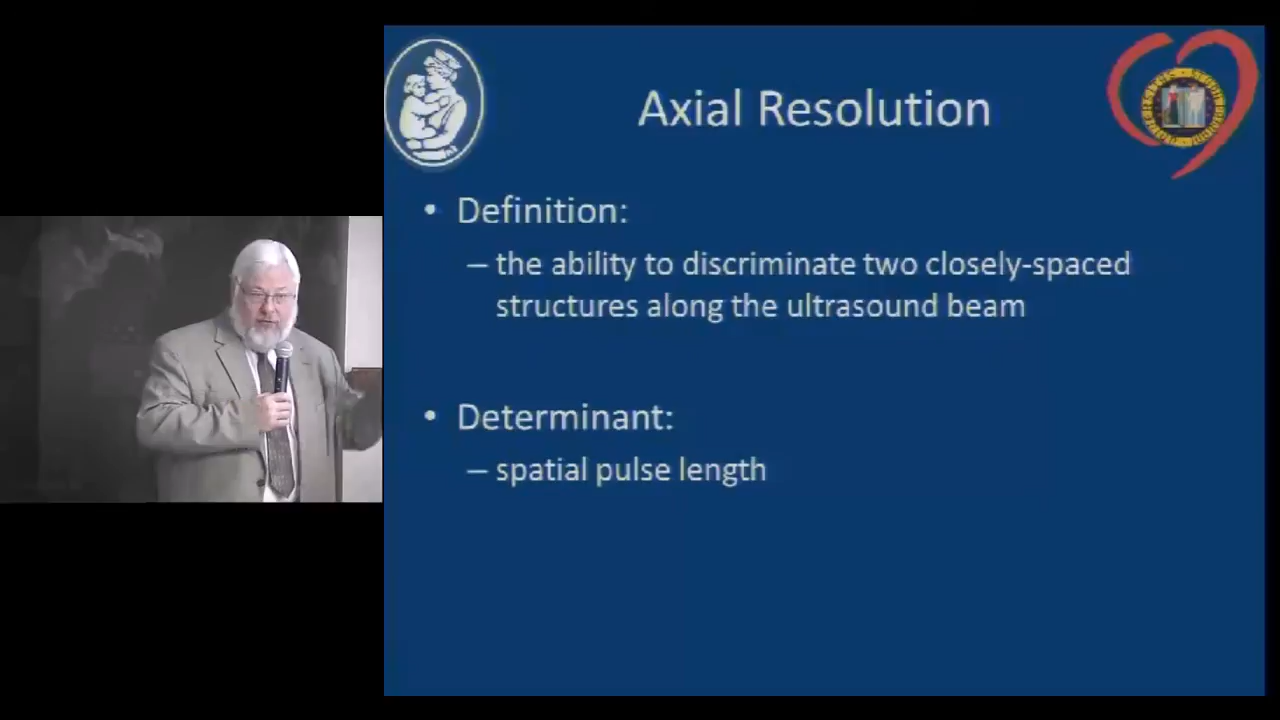 Axial Resolution
• Definition:
– the ability to discriminate two closely-spaced
structures along the ultrasound beam
• Determinant:
– spatial pulse length